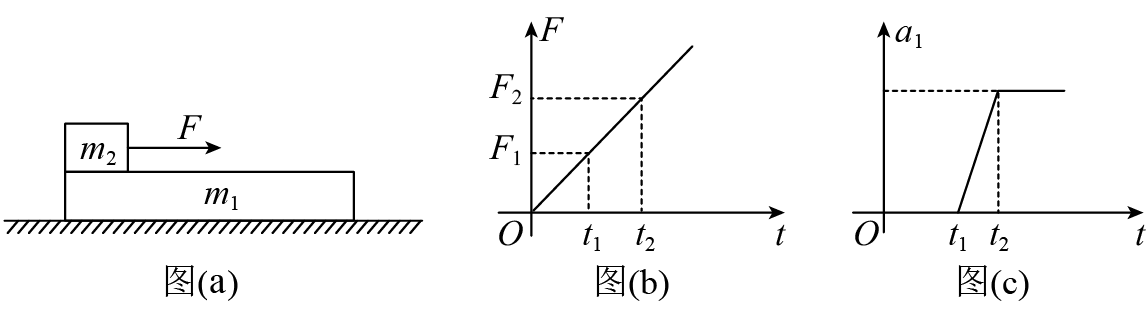 m₂
F
m₁
图(a)
F
F₂
F₁
O
t₁
t₂
t
图(b)
a₁
O
t₁
t₂
t
图(c)